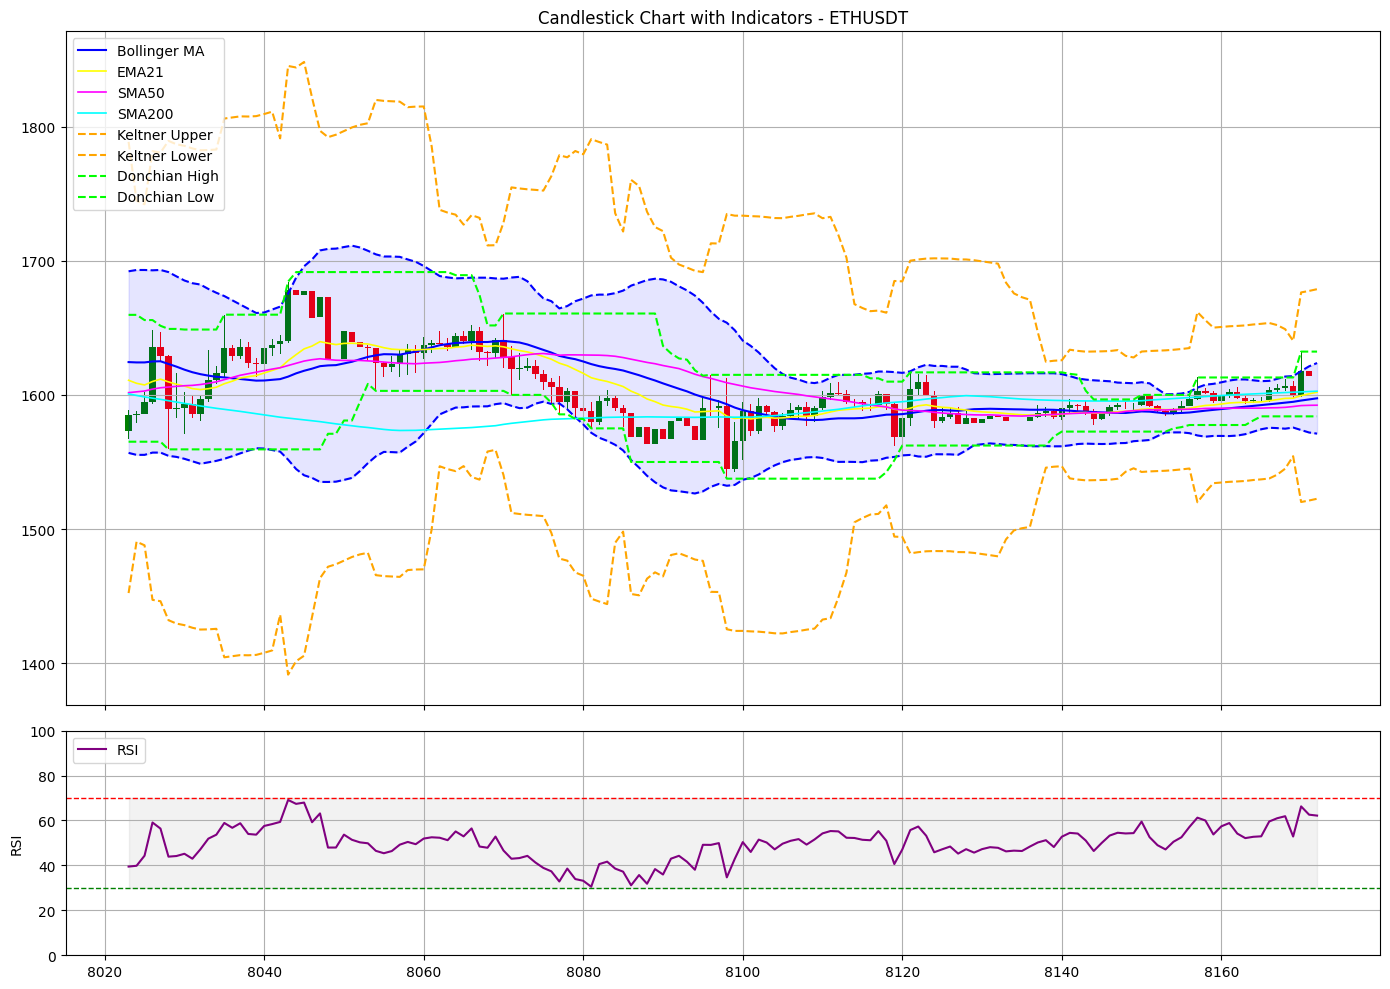 Candlestick Chart with Indicators - ETHUSDT
Bollinger MA
EMA21
SMA50
SMA200
Keltner Upper
Keltner Lower
Donchian High
Donchian Low
1800
1700
1600
1500
1400
RSI
100
80
60
40
20
0
RSI
8020 8040 8060 8080 8100 8120 8140 8160